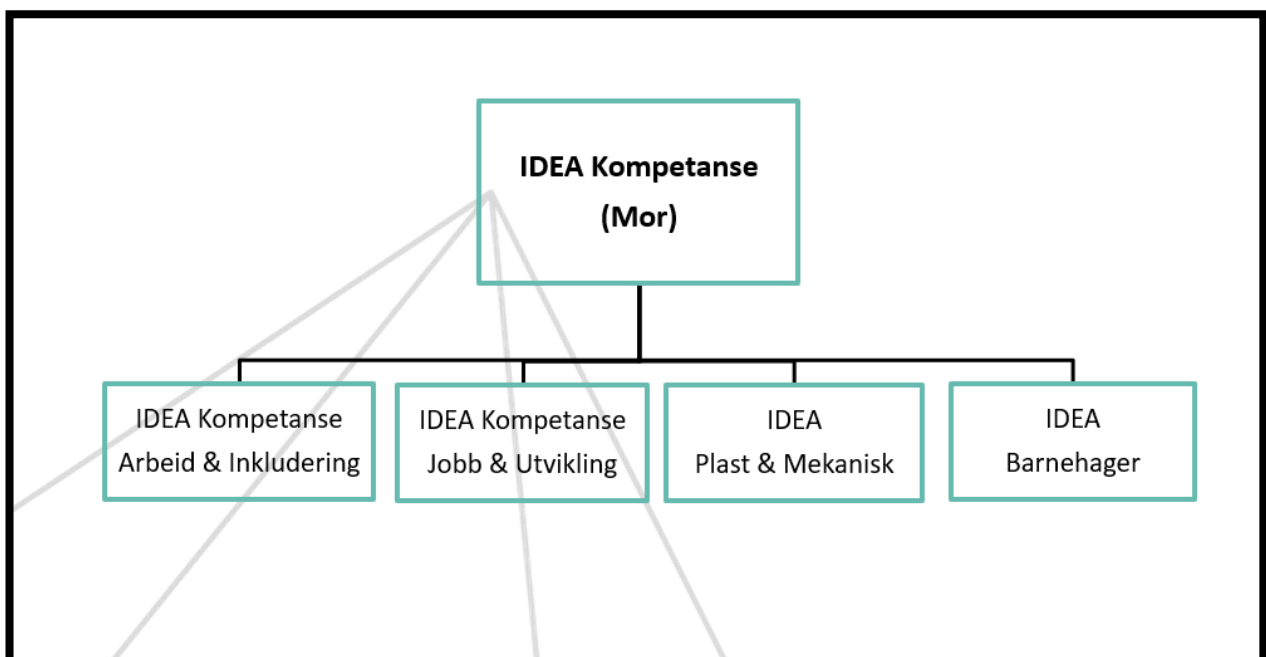 IDEA Kompetanse
(Mor)
IDEA Kompetanse
Arbeid & Inkludering
IDEA Kompetanse
Jobb & Utvikling
IDEA
Plast & Mekanisk
IDEA
Barnehager